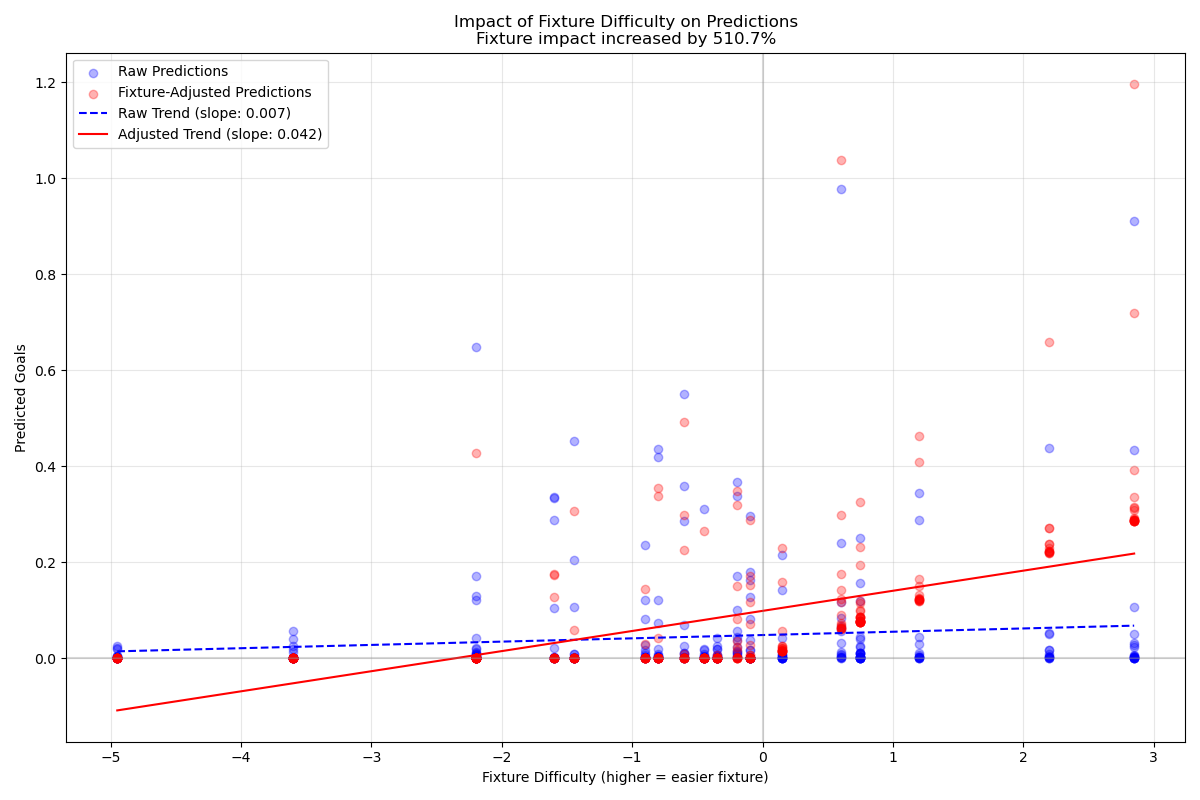 Impact of Fixture Difficulty on Predictions
Fixture impact increased by 510.7%
Raw Predictions
Fixture-Adjusted Predictions
Raw Trend (slope: 0.007)
Adjusted Trend (slope: 0.042)
1.2
1.0
0.8
0.6
0.4
0.2
0.0
Predicted Goals
−5
−4
−3
−2
−1
0
1
2
3
Fixture Difficulty (higher = easier fixture)